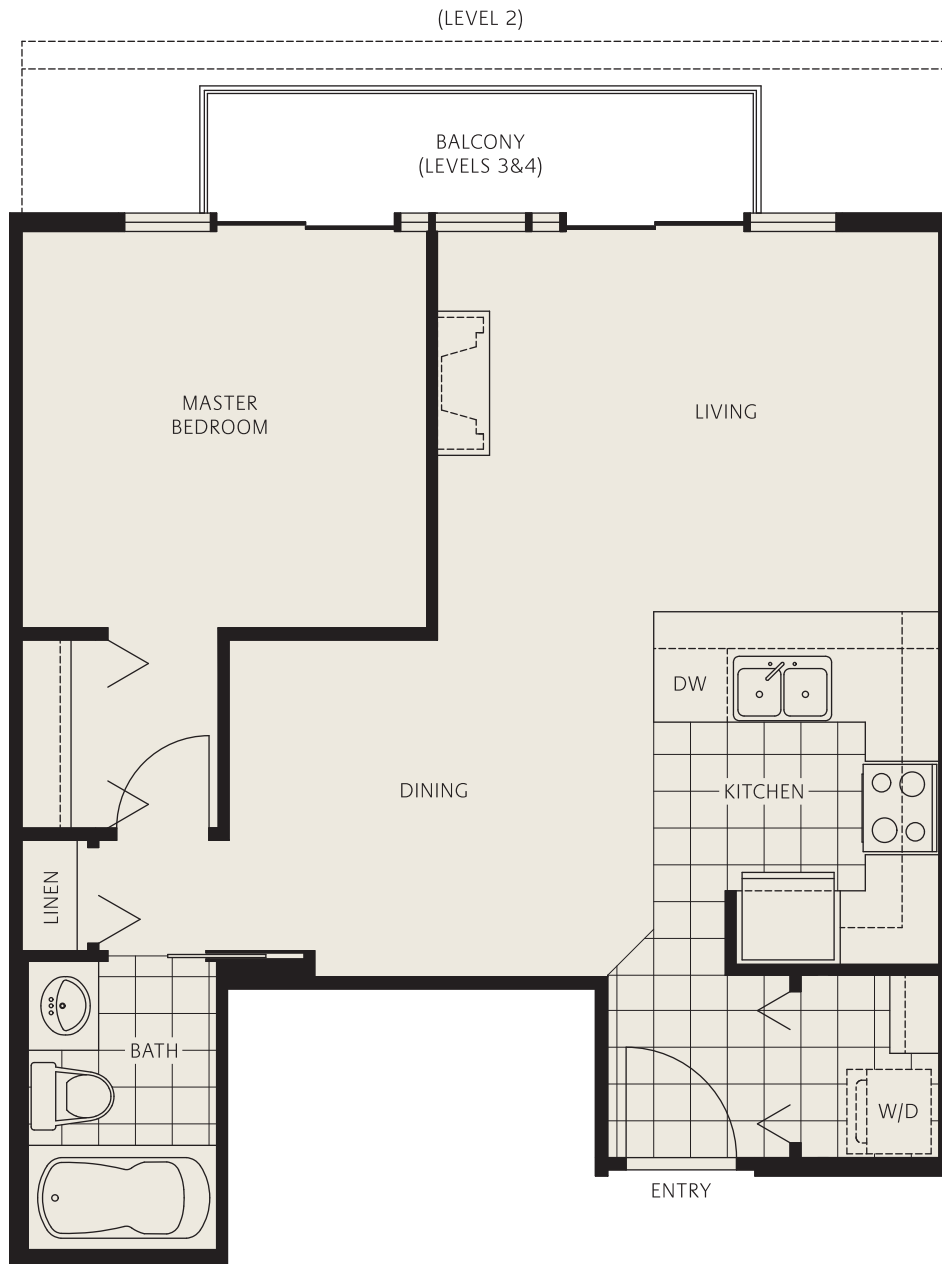 (LEVEL 2)
BALCONY
(LEVELS 3&4)
MASTER
BEDROOM
LIVING
DW
DINING
KITCHEN
LINEN
BATH
W/D
ENTRY